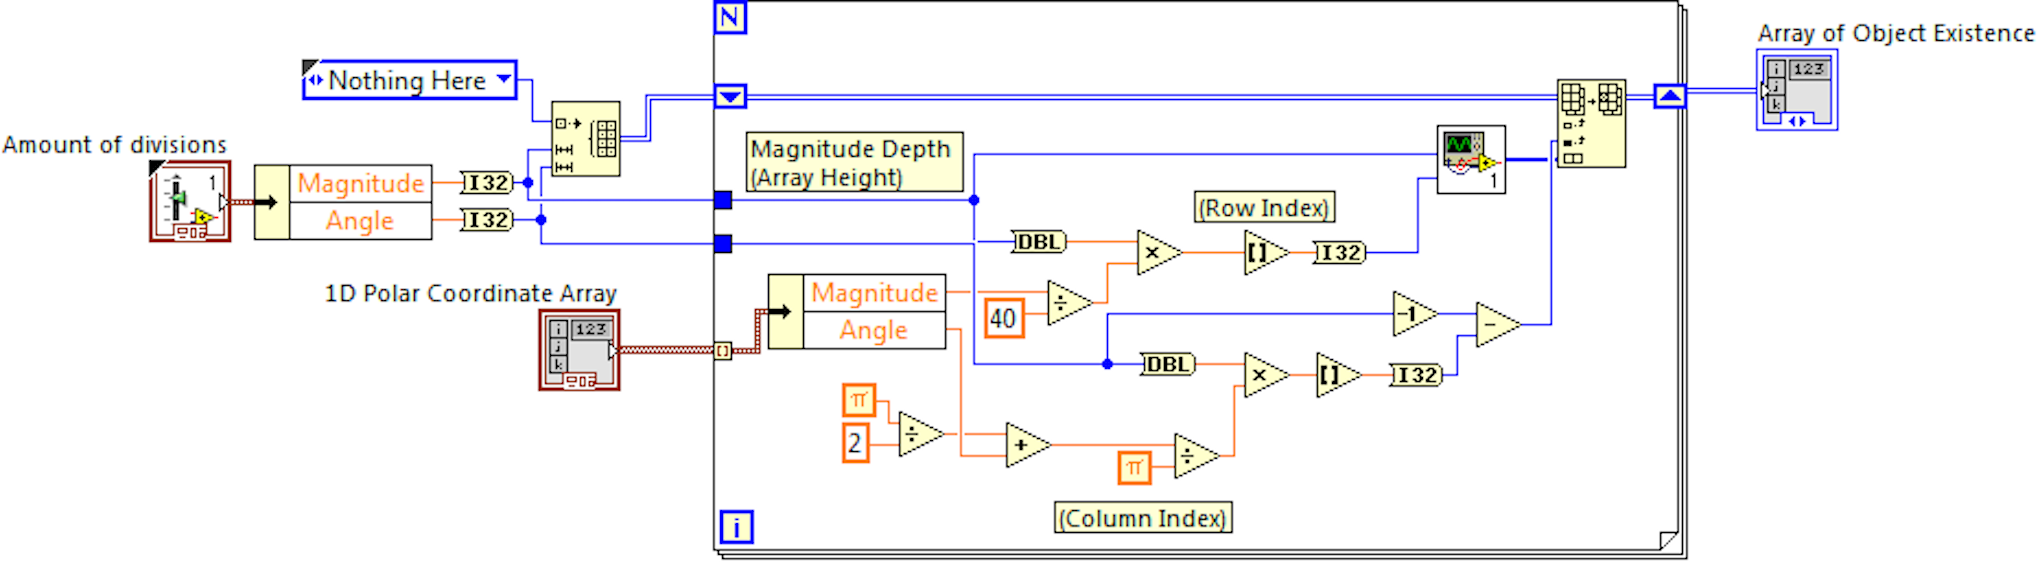 N
Array of Object Existence
123
i
j
k
Nothing Here
Amount of divisions
1
Magnitude
I32
Angle
I32
Magnitude Depth
(Array Height)
1
(Row Index)
DBL
×
[]
I32
1D Polar Coordinate Array
123
i
j
k
[]
Magnitude
Angle
40
÷
-1
-
DBL
×
[]
I32
π
2
÷
+
π
÷
(Column Index)
i